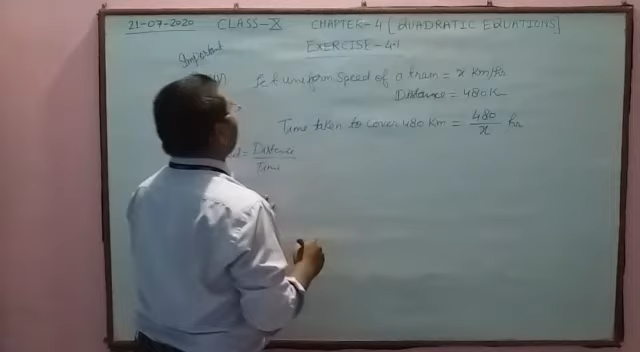 21-07-2020 CLASS-X CHAPTER-4 [QUADRATIC EQUATIONS]
Important
EXERCISE-4.1
Let uniform speed of a train = x Km/hr
Distance = 480 K
Time taken to cover 480 Km = 480/x hr
= Distance/Time